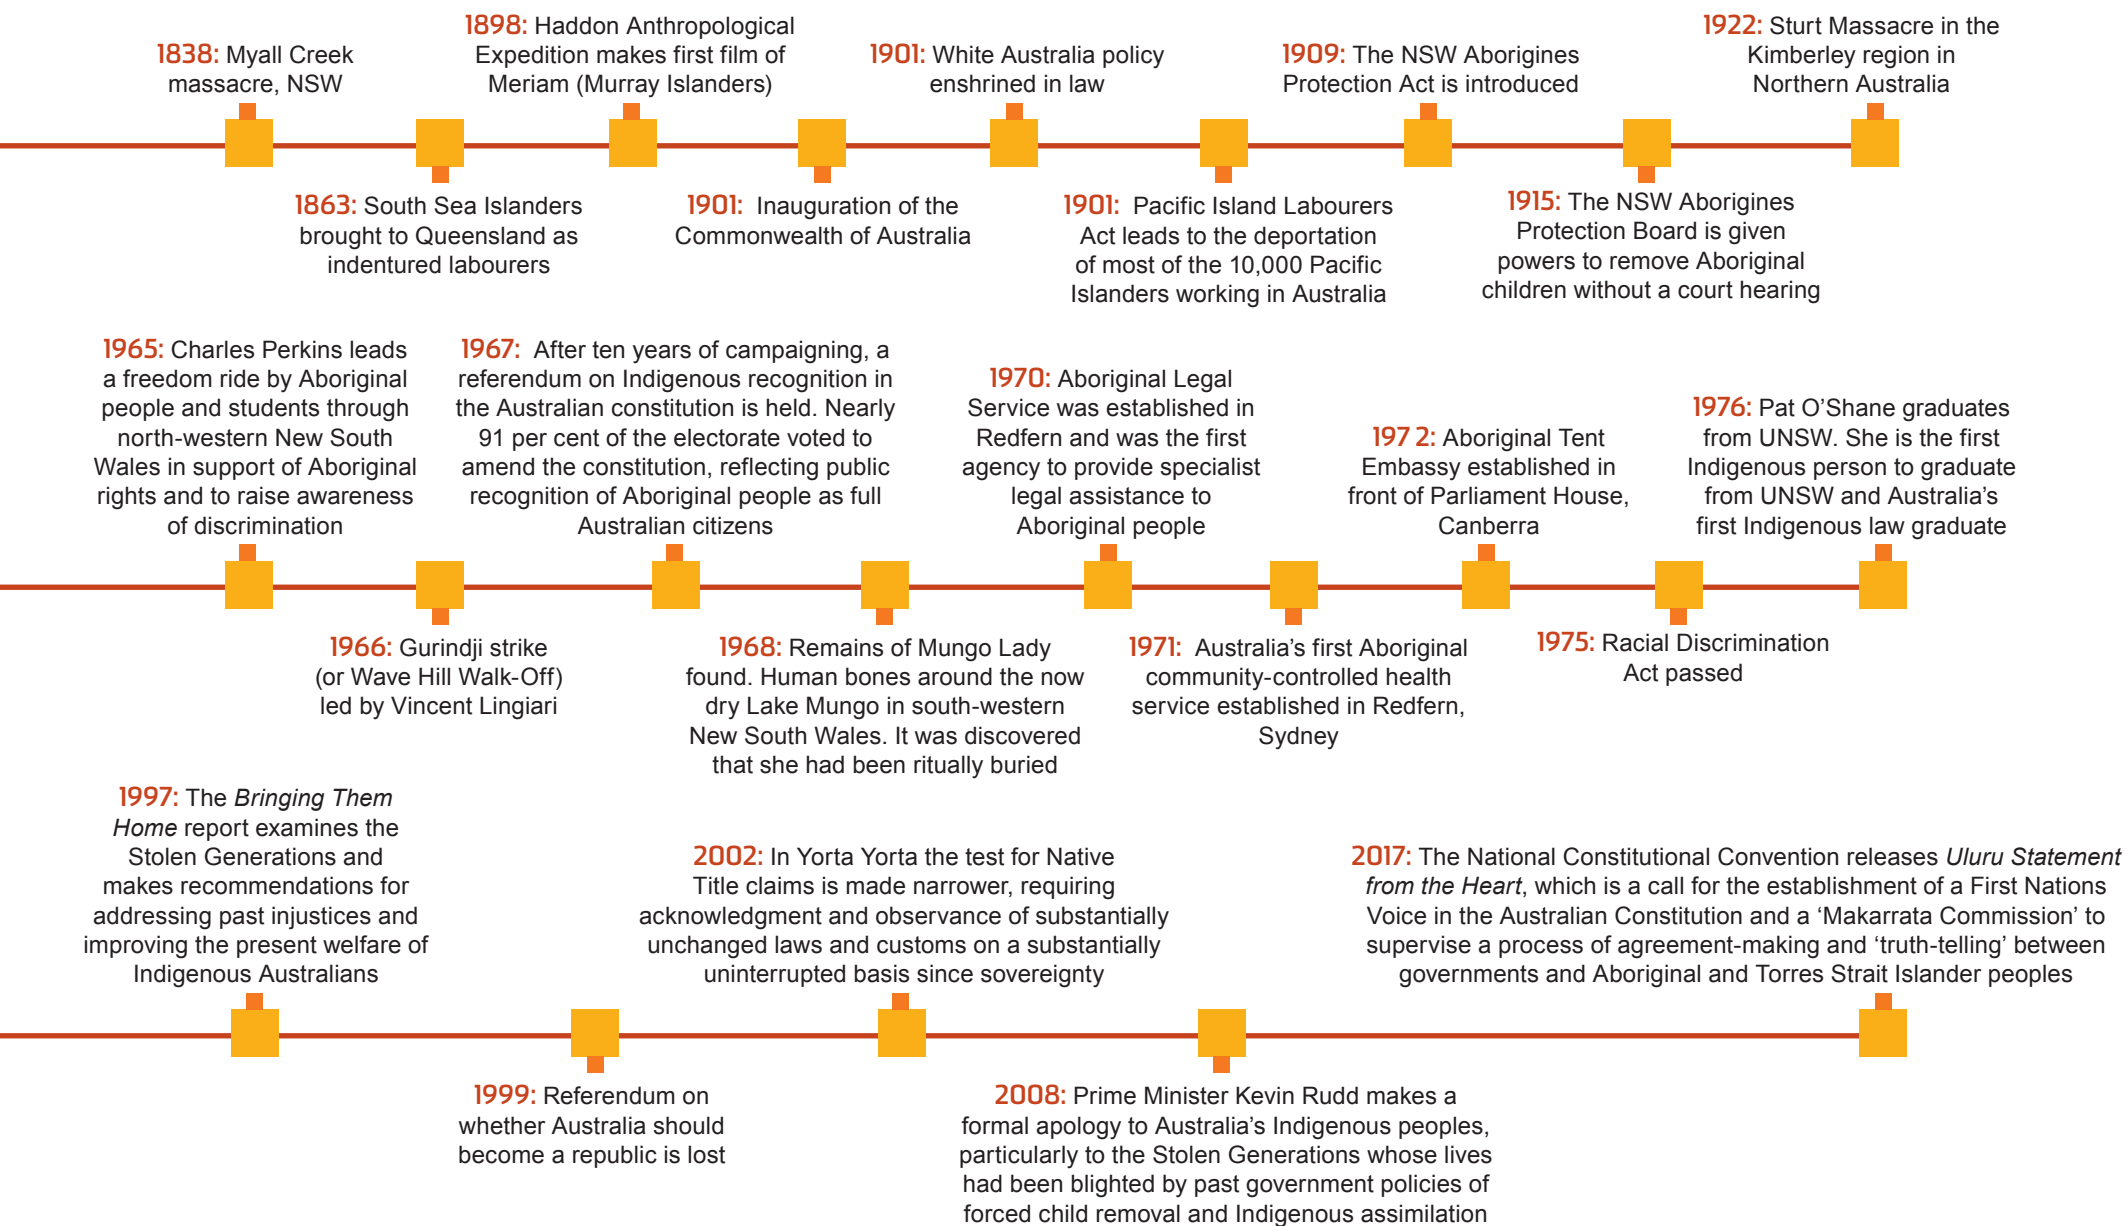 1838: Myall Creek
massacre, NSW
1863: South Sea Islanders
brought to Queensland as
indentured labourers
1898: Haddon Anthropological
Expedition makes first film of
Meriam (Murray Islanders)
1901: Inauguration of the
Commonwealth of Australia
1901: White Australia policy
enshrined in law
1901: Pacific Island Labourers
Act leads to the deportation
of most of the 10,000 Pacific
Islanders working in Australia
1909: The NSW Aborigines
Protection Act is introduced
1915: The NSW Aborigines
Protection Board is given
powers to remove Aboriginal
children without a court hearing
1922: Sturt Massacre in the
Kimberley region in
Northern Australia
1965: Charles Perkins leads
a freedom ride by Aboriginal
people and students through
north-western New South
Wales in support of Aboriginal
rights and to raise awareness
of discrimination
1966: Gurindji strike
(or Wave Hill Walk-Off)
led by Vincent Lingiari
1967: After ten years of campaigning, a
referendum on Indigenous recognition in
the Australian constitution is held. Nearly
91 per cent of the electorate voted to
amend the constitution, reflecting public
recognition of Aboriginal people as full
Australian citizens
1968: Remains of Mungo Lady
found. Human bones around the now
dry Lake Mungo in south-western
New South Wales. It was discovered
that she had been ritually buried
1970: Aboriginal Legal
Service was established in
Redfern and was the first
agency to provide specialist
legal assistance to
Aboriginal people
1971: Australia's first Aboriginal
community-controlled health
service established in Redfern,
Sydney
197 2: Aboriginal Tent
Embassy established in
front of Parliament House,
Canberra
1975: Racial Discrimination
Act passed
1976: Pat O'Shane graduates
from UNSW. She is the first
Indigenous person to graduate
from UNSW and Australia's
first Indigenous law graduate
1997: The Bringing Them
Home report examines the
Stolen Generations and
makes recommendations for
addressing past injustices and
improving the present welfare of
Indigenous Australians
1999: Referendum on
whether Australia should
become a republic is lost
2002: In Yorta Yorta the test for Native
Title claims is made narrower, requiring
acknowledgment and observance of substantially
unchanged laws and customs on a substantially
uninterrupted basis since sovereignty
2008: Prime Minister Kevin Rudd makes a
formal apology to Australia's Indigenous peoples,
particularly to the Stolen Generations whose lives
had been blighted by past government policies of
forced child removal and Indigenous assimilation
2017: The National Constitutional Convention releases Uluru Statement
from the Heart, which is a call for the establishment of a First Nations
Voice in the Australian Constitution and a 'Makarrata Commission' to
supervise a process of agreement-making and 'truth-telling' between
governments and Aboriginal and Torres Strait Islander peoples